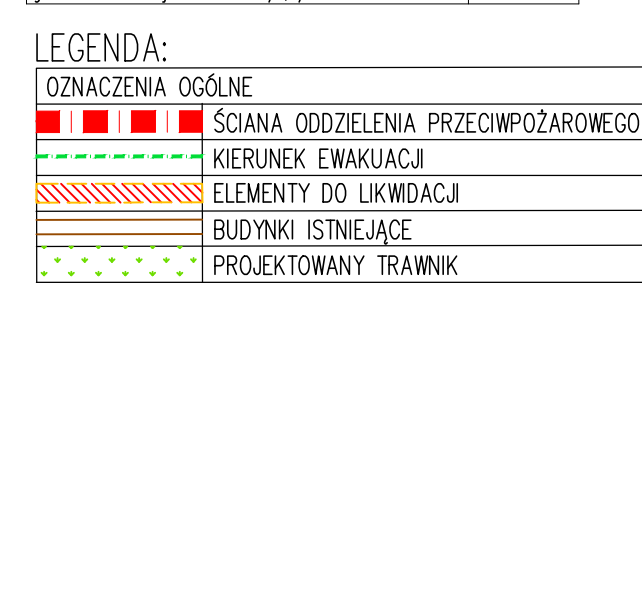 LEGENDA:
OZNACZENIA OGÓLNE
ŚCIANA ODDZIELENIA PRZECIWPOŻAROWEGO
KIERUNEK EWAKUACJI
ELEMENTY DO LIKWIDACJI
BUDYNKI ISTNIEJĄCE
PROJEKTOWANY TRAWNIK